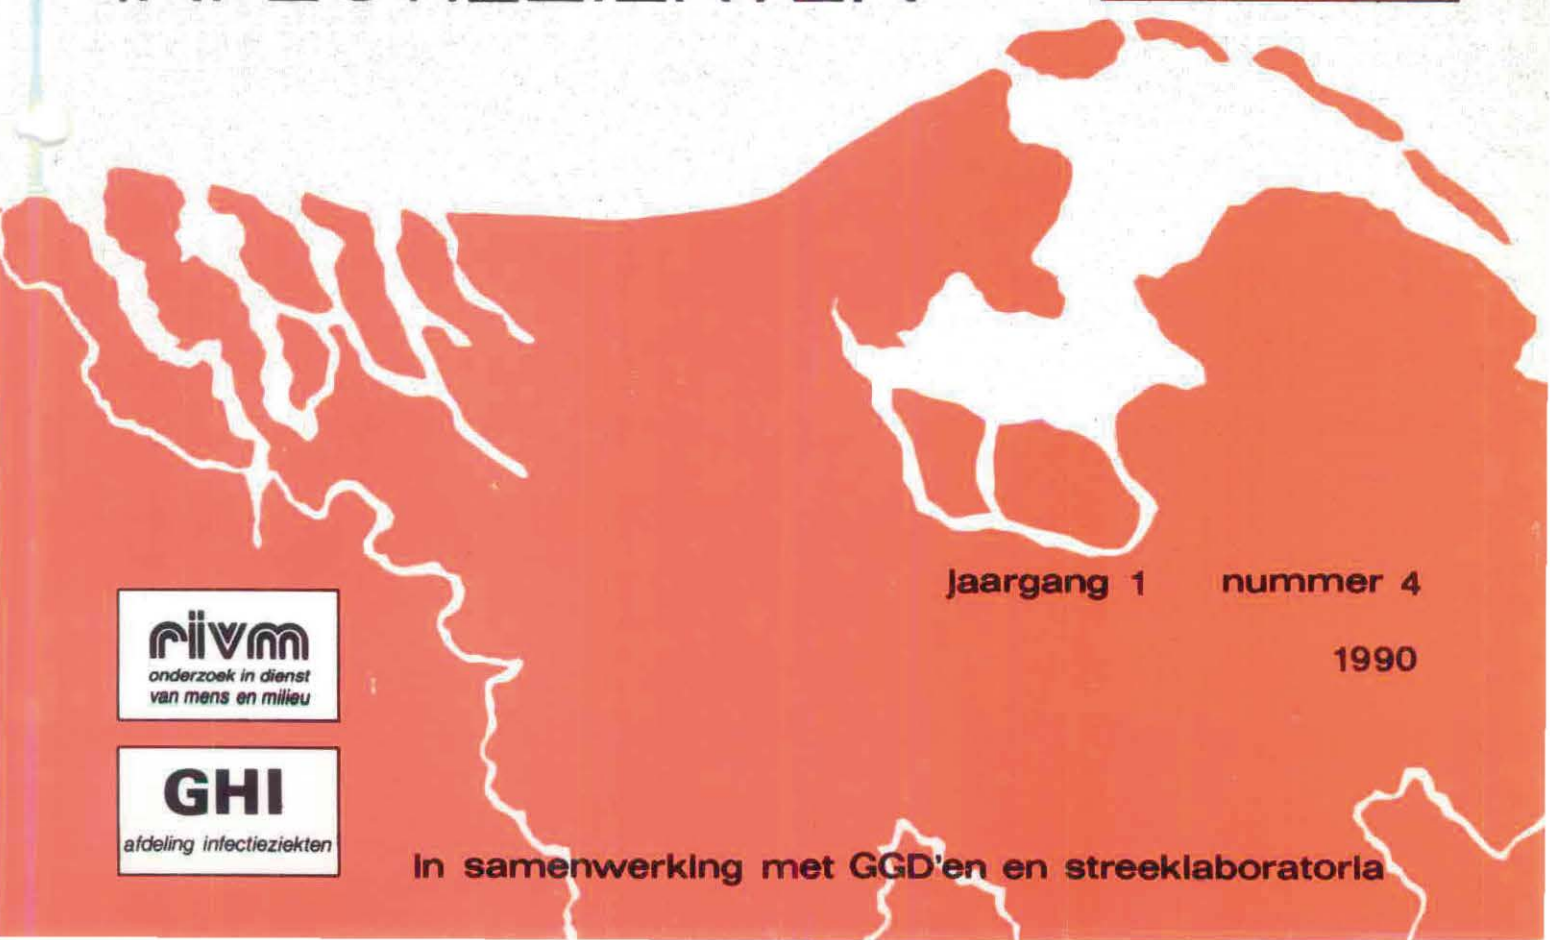 jaargang 1 nummer 4
1990
riivm
onderzoek in dienst
van mens en milieu
GHI
afdeling infectieziekten
in samenwerking met GGD'en en streeklaboratoria